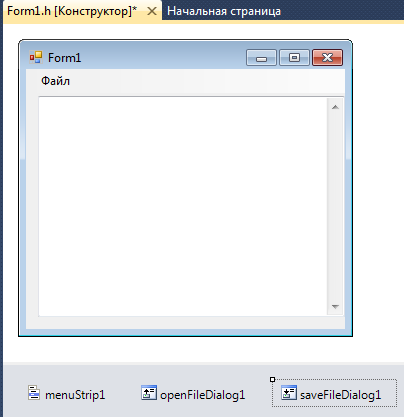 Form1.h [Конструктор]* Начальная страница
Form1
Файл
menuStrip1 openFileDialog1 saveFileDialog1